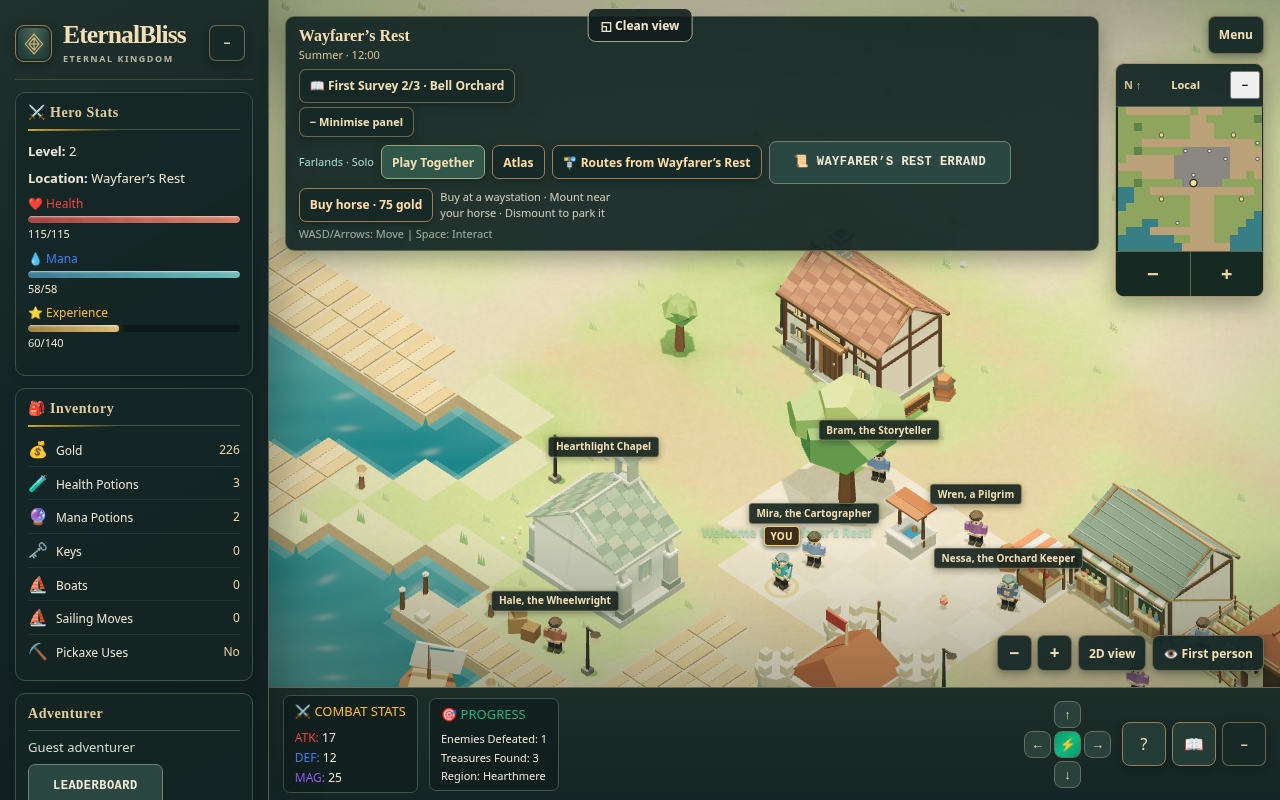 EternalBliss
ETERNAL KINGDOM
−
⚔️ Hero Stats
Level: 2
Location: Wayfarer’s Rest
❤️ Health
115/115
💧 Mana
58/58
⭐ Experience
60/140
🎒 Inventory
Gold 226
Health Potions 3
Mana Potions 2
Keys 0
Boats 0
Sailing Moves 0
Pickaxe Uses No
Adventurer
Guest adventurer
LEADERBOARD
◱ Clean view
Wayfarer’s Rest
Summer · 12:00
📖 First Survey 2/3 · Bell Orchard
− Minimise panel
Farlands · Solo
Play Together
Atlas
Routes from Wayfarer’s Rest
📜 WAYFARER’S REST ERRAND
Buy horse · 75 gold
Buy at a waystation · Mount near
your horse · Dismount to park it
WASD/Arrows: Move | Space: Interact
Menu
N ↑ Local −
− +
Bram, the Storyteller
Hearthlight Chapel
Wren, a Pilgrim
Mira, the Cartographer
YOU
Nessa, the Orchard Keeper
Hale, the Wheelwright
− + 2D view 👁️ First person
⚔️ COMBAT STATS
ATK: 17
DEF: 12
MAG: 25
🎯 PROGRESS
Enemies Defeated: 1
Treasures Found: 3
Region: Hearthmere
↑
← ⚡ →
↓
? 📖 −